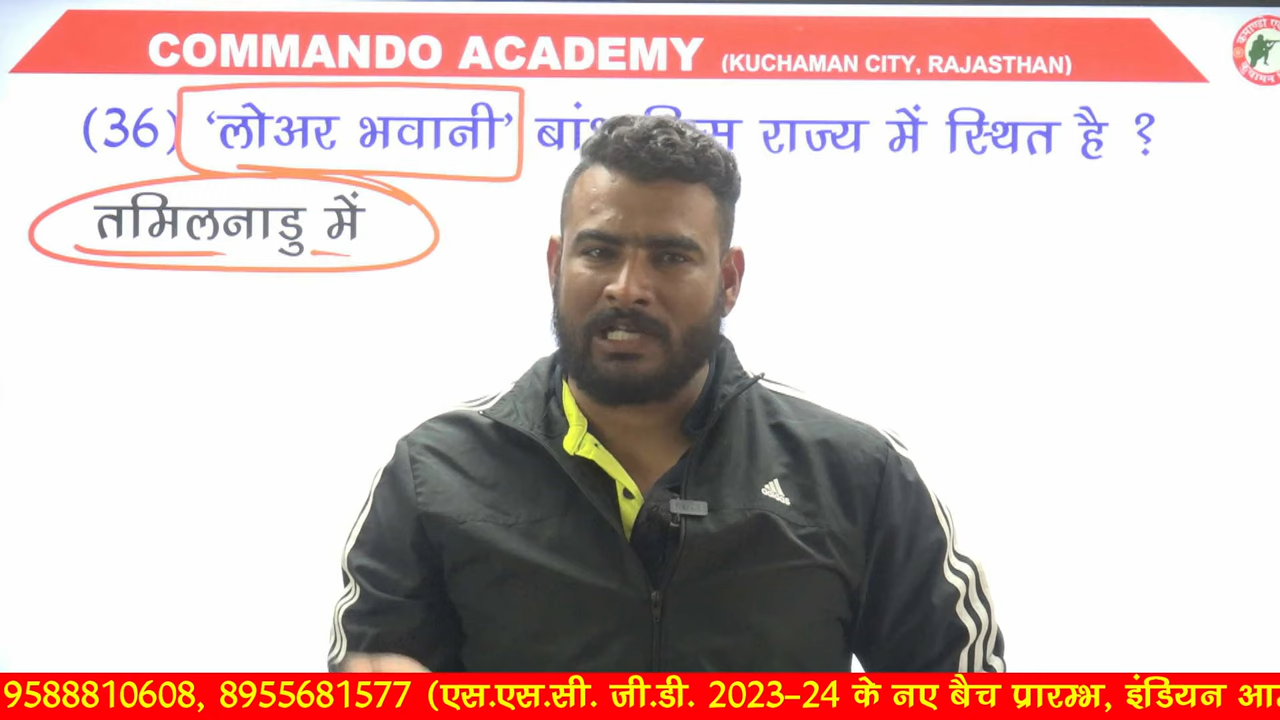 COMMANDO ACADEMY (KUCHAMAN CITY, RAJASTHAN)
(36) ‘लोअर भवानी’ राज्य में स्थित है ?
तमिलनाडु में
adidas
9588810608, 8955681577 (एस.एस.सी. जी.डी. 2023–24 के नए बैच प्रारम्भ, इंडियन